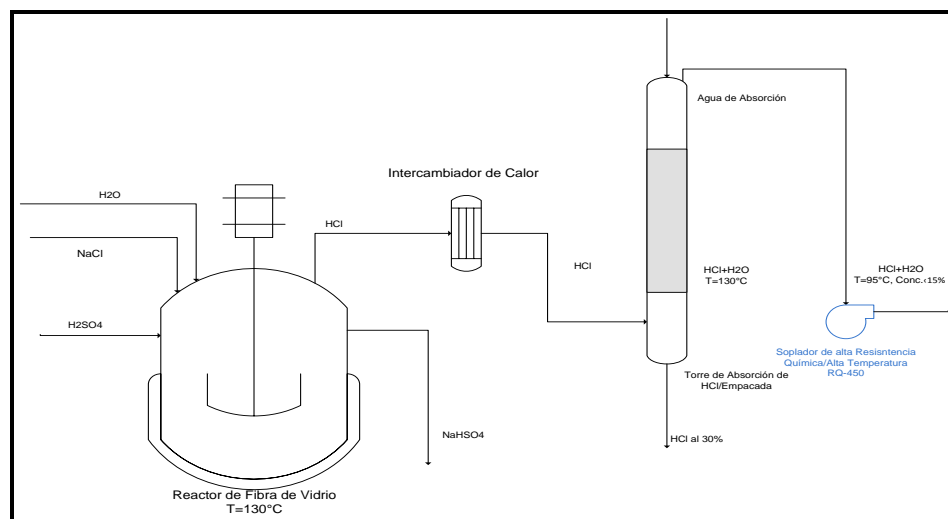 Agua de Absorción
Intercambiador de Calor
H2O
HCl
NaCl
HCl
HCl+H2O
T=130°C
HCl+H2O
T=95°C, Conc.‹15%
H2SO4
Soplador de alta Resisntencia
Química/Alta Temperatura
RQ-450
Torre de Absorción de
HCl/Empacada
NaHSO4
HCl al 30%
Reactor de Fibra de Vidrio
T=130°C